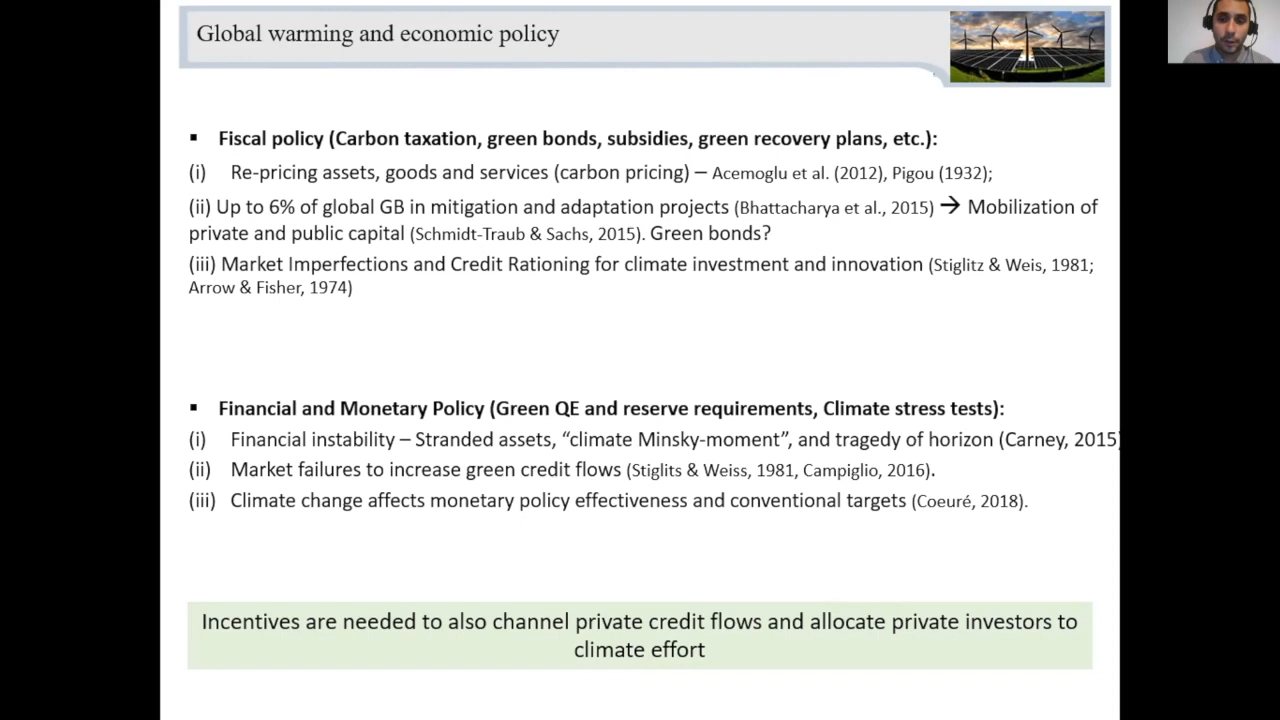 Global warming and economic policy
▪ Fiscal policy (Carbon taxation, green bonds, subsidies, green recovery plans, etc.):
(i) Re-pricing assets, goods and services (carbon pricing) – Acemoglu et al. (2012), Pigou (1932);
(ii) Up to 6% of global GB in mitigation and adaptation projects (Bhattacharya et al., 2015) → Mobilization of
private and public capital (Schmidt-Traub & Sachs, 2015). Green bonds?
(iii) Market Imperfections and Credit Rationing for climate investment and innovation (Stiglitz & Weis, 1981;
Arrow & Fisher, 1974)
▪ Financial and Monetary Policy (Green QE and reserve requirements, Climate stress tests):
(i) Financial instability – Stranded assets, “climate Minsky-moment”, and tragedy of horizon (Carney, 2015)
(ii) Market failures to increase green credit flows (Stiglits & Weiss, 1981, Campiglio, 2016).
(iii) Climate change affects monetary policy effectiveness and conventional targets (Coeuré, 2018).
Incentives are needed to also channel private credit flows and allocate private investors to
climate effort